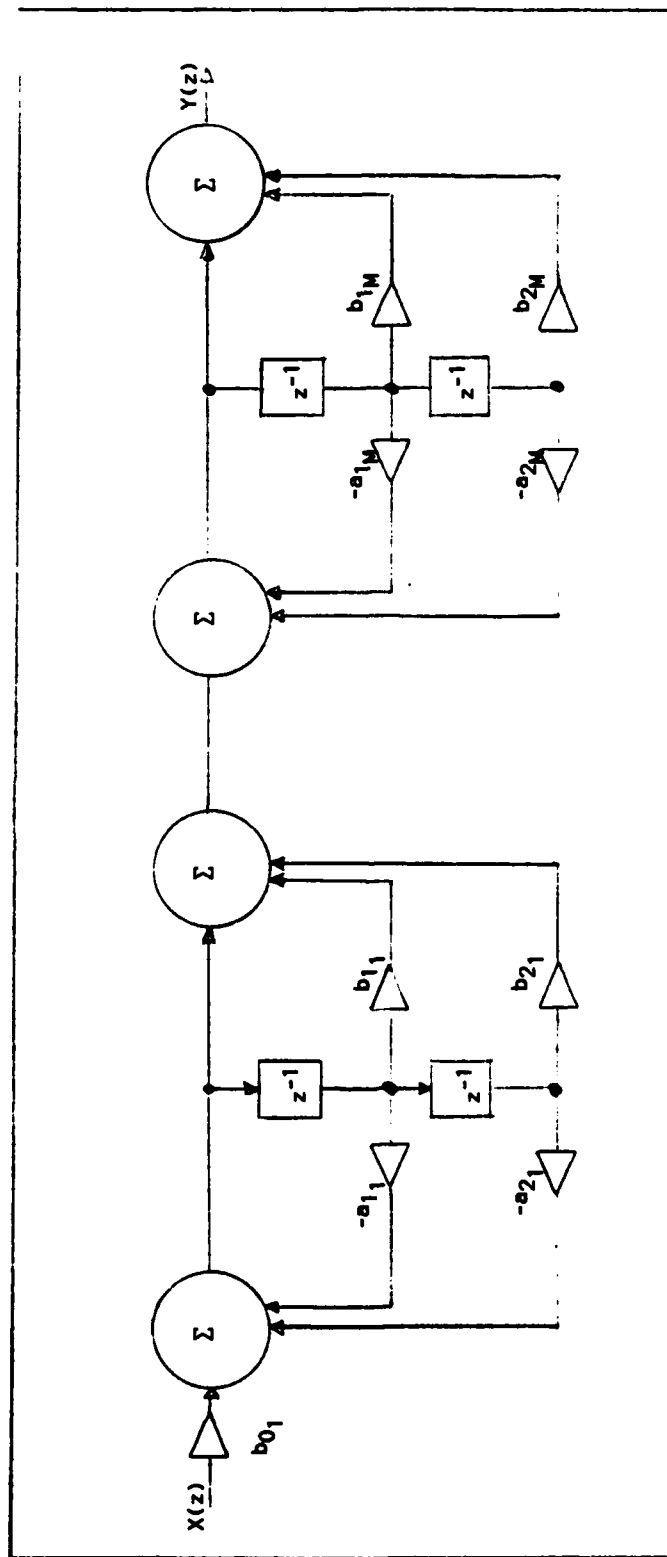 X(z)
b01
Σ
-a11
-a21
z⁻¹
z⁻¹
b11
b21
Σ
Σ
-a1M
-a2M
z⁻¹
z⁻¹
b1M
b2M
Σ
Y(z)